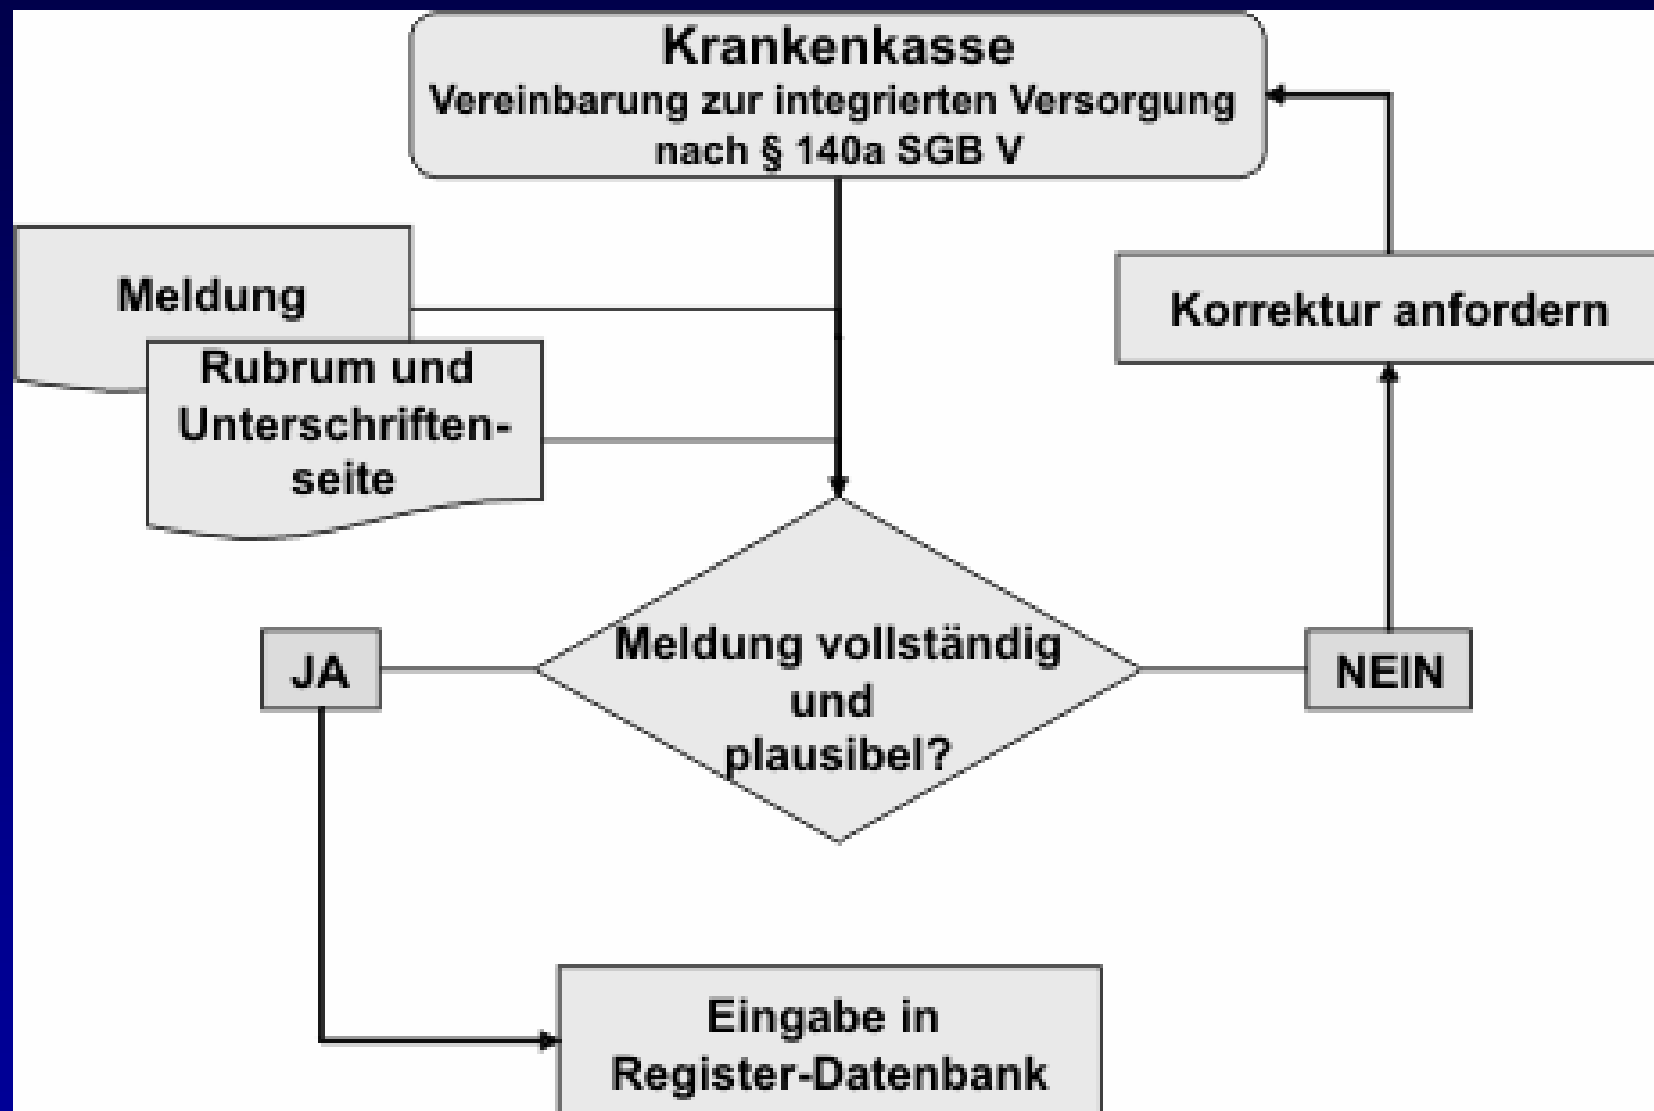 Krankenkasse
Vereinbarung zur integrierten Versorgung
nach § 140a SGB V
Meldung
Korrektur anfordern
Rubrum und
Unterschriften-
seite
Meldung vollständig
und
plausibel?
JA
NEIN
Eingabe in
Register-Datenbank